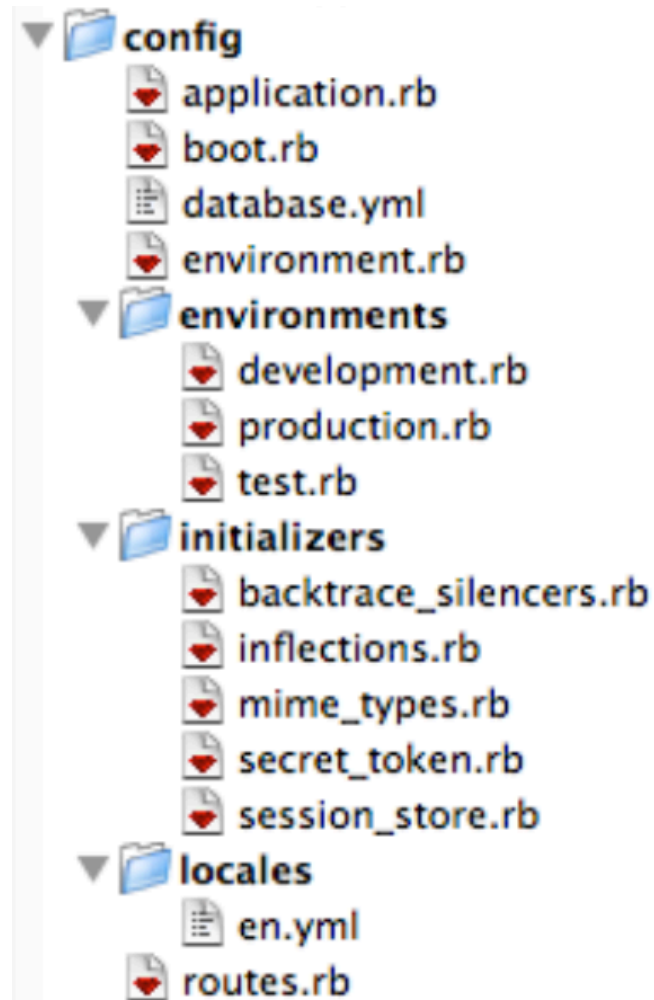 config
application.rb
boot.rb
database.yml
environment.rb
environments
development.rb
production.rb
test.rb
initializers
backtrace_silencers.rb
inflections.rb
mime_types.rb
secret_token.rb
session_store.rb
locales
en.yml
routes.rb